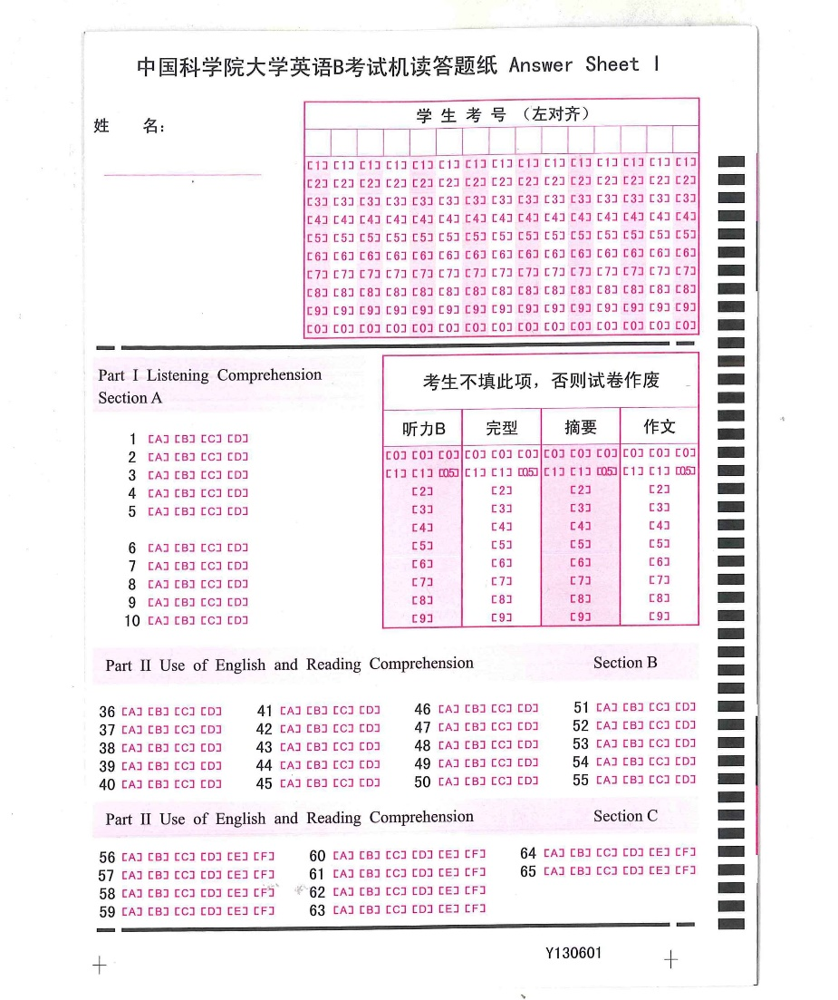 中国科学院大学英语B考试机读答题纸 Answer Sheet I
姓 名:
学 生 考 号 （左对齐）
[1] [1] [1] [1] [1] [1] [1] [1] [1] [1] [1] [1] [1] [1] [1]
[2] [2] [2] [2] [2] [2] [2] [2] [2] [2] [2] [2] [2] [2] [2]
[3] [3] [3] [3] [3] [3] [3] [3] [3] [3] [3] [3] [3] [3] [3]
[4] [4] [4] [4] [4] [4] [4] [4] [4] [4] [4] [4] [4] [4] [4]
[5] [5] [5] [5] [5] [5] [5] [5] [5] [5] [5] [5] [5] [5] [5]
[6] [6] [6] [6] [6] [6] [6] [6] [6] [6] [6] [6] [6] [6] [6]
[7] [7] [7] [7] [7] [7] [7] [7] [7] [7] [7] [7] [7] [7] [7]
[8] [8] [8] [8] [8] [8] [8] [8] [8] [8] [8] [8] [8] [8] [8]
[9] [9] [9] [9] [9] [9] [9] [9] [9] [9] [9] [9] [9] [9] [9]
[0] [0] [0] [0] [0] [0] [0] [0] [0] [0] [0] [0] [0] [0] [0]
Part I Listening Comprehension
Section A
1 [A] [B] [C] [D]
2 [A] [B] [C] [D]
3 [A] [B] [C] [D]
4 [A] [B] [C] [D]
5 [A] [B] [C] [D]
6 [A] [B] [C] [D]
7 [A] [B] [C] [D]
8 [A] [B] [C] [D]
9 [A] [B] [C] [D]
10 [A] [B] [C] [D]
考生不填此项，否则试卷作废
听力B 完型 摘要 作文
[0] [0] [0] [0] [0] [0] [0] [0] [0] [0] [0] [0]
[1] [1] [0.5] [1] [1] [0.5] [1] [1] [0.5] [1] [1] [0.5]
[2] [2] [2] [2]
[3] [3] [3] [3]
[4] [4] [4] [4]
[5] [5] [5] [5]
[6] [6] [6] [6]
[7] [7] [7] [7]
[8] [8] [8] [8]
[9] [9] [9] [9]
Part II Use of English and Reading Comprehension Section B
36 [A] [B] [C] [D] 41 [A] [B] [C] [D] 46 [A] [B] [C] [D] 51 [A] [B] [C] [D]
37 [A] [B] [C] [D] 42 [A] [B] [C] [D] 47 [A] [B] [C] [D] 52 [A] [B] [C] [D]
38 [A] [B] [C] [D] 43 [A] [B] [C] [D] 48 [A] [B] [C] [D] 53 [A] [B] [C] [D]
39 [A] [B] [C] [D] 44 [A] [B] [C] [D] 49 [A] [B] [C] [D] 54 [A] [B] [C] [D]
40 [A] [B] [C] [D] 45 [A] [B] [C] [D] 50 [A] [B] [C] [D] 55 [A] [B] [C] [D]
Part II Use of English and Reading Comprehension Section C
56 [A] [B] [C] [D] [E] [F] 60 [A] [B] [C] [D] [E] [F] 64 [A] [B] [C] [D] [E] [F]
57 [A] [B] [C] [D] [E] [F] 61 [A] [B] [C] [D] [E] [F] 65 [A] [B] [C] [D] [E] [F]
58 [A] [B] [C] [D] [E] [F] 62 [A] [B] [C] [D] [E] [F]
59 [A] [B] [C] [D] [E] [F] 63 [A] [B] [C] [D] [E] [F]
Y130601